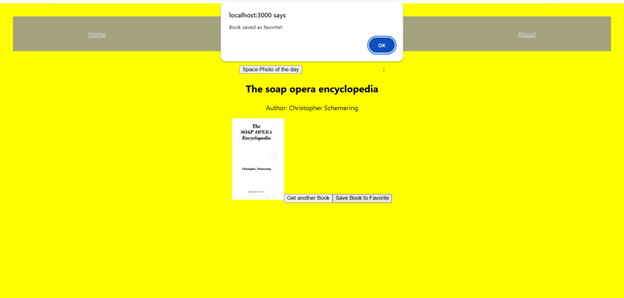 localhost:3000 says
Book saved as favorite!
OK
Home
About
Space Photo of the day
;
The soap opera encyclopedia
Author: Christopher Schemering
The
SOAP OPERA
Encyclopedia
Christopher Schemering
Get another Book
Save Book to Favorite